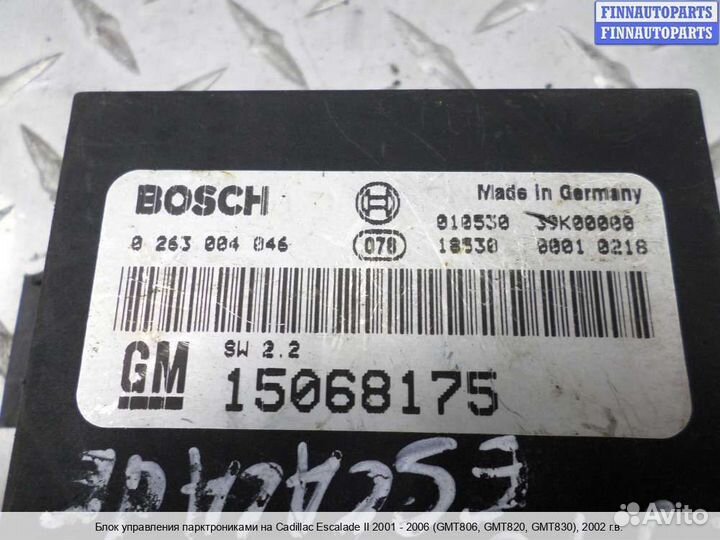 FINNAUTOPARTS
FINNAUTOPARTS
BOSCH
Made in Germany
010530 39K00000
0 263 004 046
078
18530 0001 0218
SW 2.2
GM
15068175
ESCALADE
Блок управления парктрониками на Cadillac Escalade II 2001 - 2006 (GMT806, GMT820, GMT830), 2002 г.в.
Avito